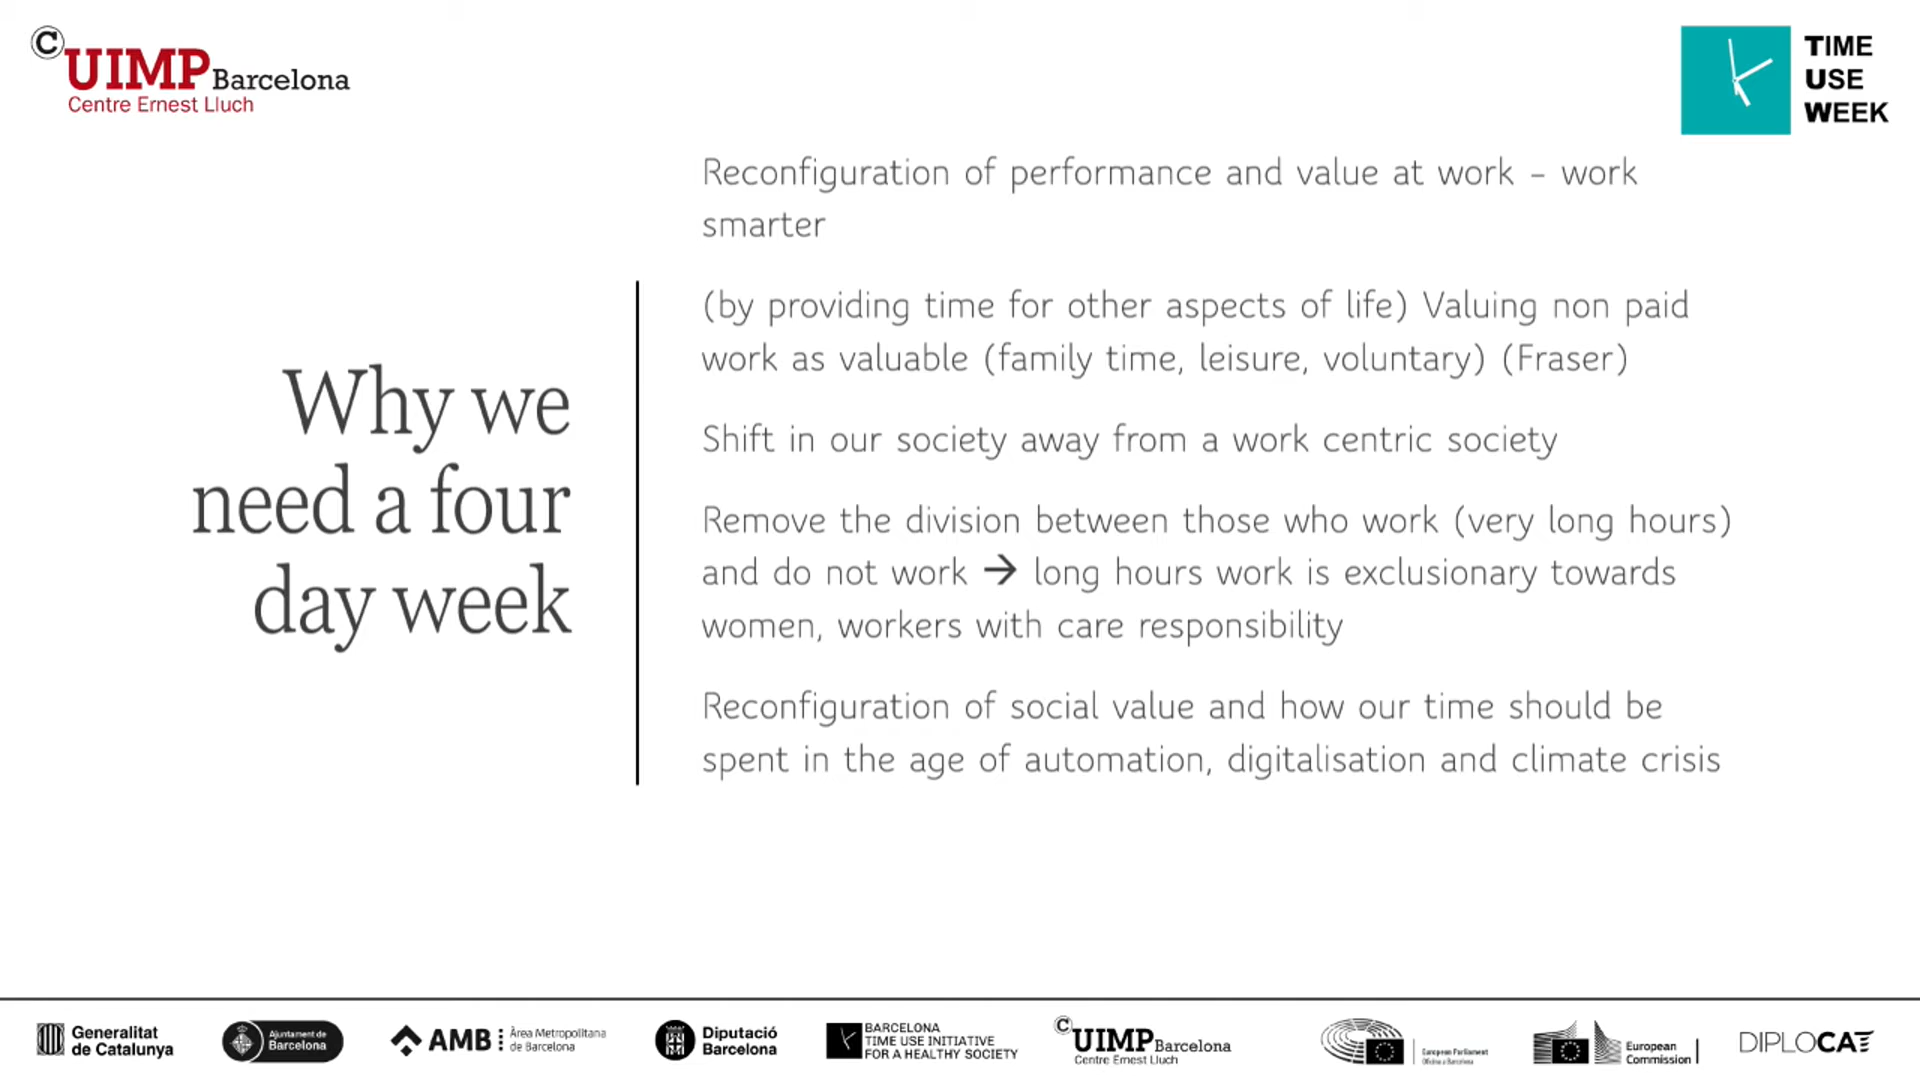 ©
UIMP Barcelona
Centre Ernest Lluch
TIME
USE
WEEK
Why we
need a four
day week
Reconfiguration of performance and value at work – work
smarter
(by providing time for other aspects of life) Valuing non paid
work as valuable (family time, leisure, voluntary) (Fraser)
Shift in our society away from a work centric society
Remove the division between those who work (very long hours)
and do not work → long hours work is exclusionary towards
women, workers with care responsibility
Reconfiguration of social value and how our time should be
spent in the age of automation, digitalisation and climate crisis
Generalitat
de Catalunya
Ajuntament de
Barcelona
AMB
Àrea Metropolitana
de Barcelona
Diputació
Barcelona
BARCELONA
TIME USE INITIATIVE
FOR A HEALTHY SOCIETY
©
UIMP Barcelona
Centre Ernest Lluch
European Parliament
Oficina a Barcelona
European
Commission
DIPLOCAT